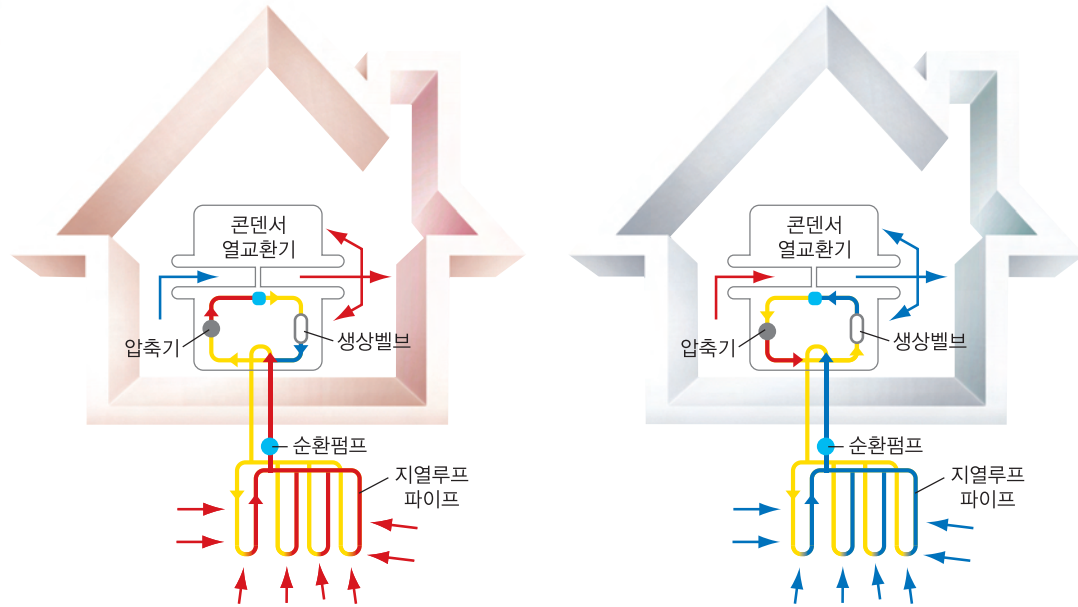 콘덴서
열교환기
압축기
생상벨브
순환펌프
지열루프
파이프
콘덴서
열교환기
압축기
생상벨브
순환펌프
지열루프
파이프